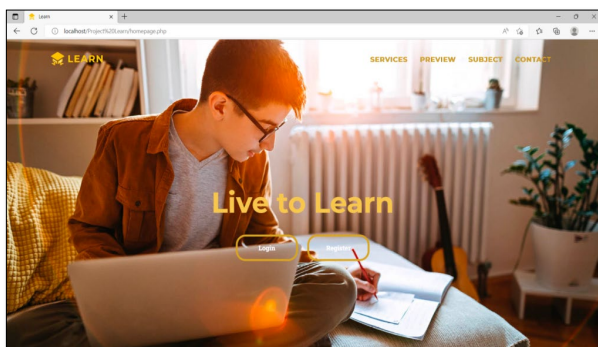 Learn
localhost/Project%20Learn/homepage.php
LEARN
SERVICES PREVIEW SUBJECT CONTACT
Live to Learn
Login
Register